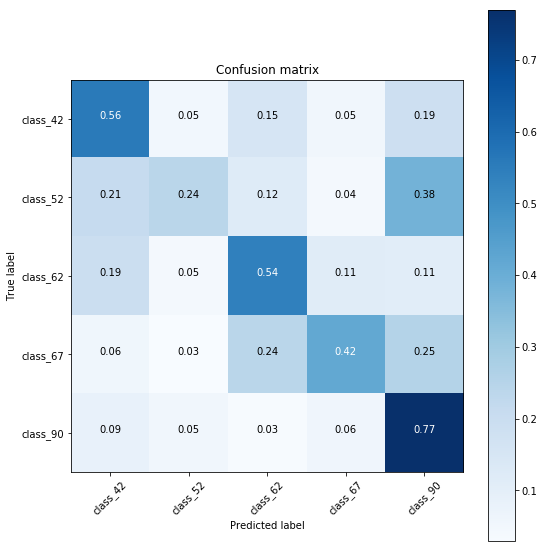 Confusion matrix
class_42 0.56 0.05 0.15 0.05 0.19
class_52 0.21 0.24 0.12 0.04 0.38
class_62 0.19 0.05 0.54 0.11 0.11
class_67 0.06 0.03 0.24 0.42 0.25
class_90 0.09 0.05 0.03 0.06 0.77
True label
class_42 class_52 class_62 class_67 class_90
Predicted label
0.7
0.6
0.5
0.4
0.3
0.2
0.1